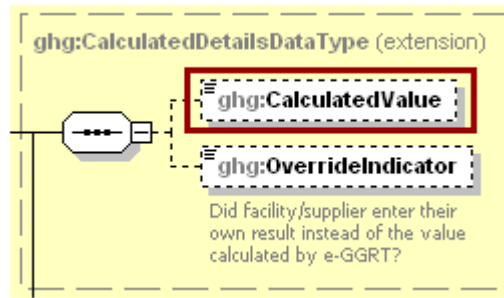 ghg:CalculatedDetailsDataType (extension)
ghg:CalculatedValue
ghg:OverrideIndicator
Did facility/supplier enter their
own result instead of the value
calculated by e-GGRT?